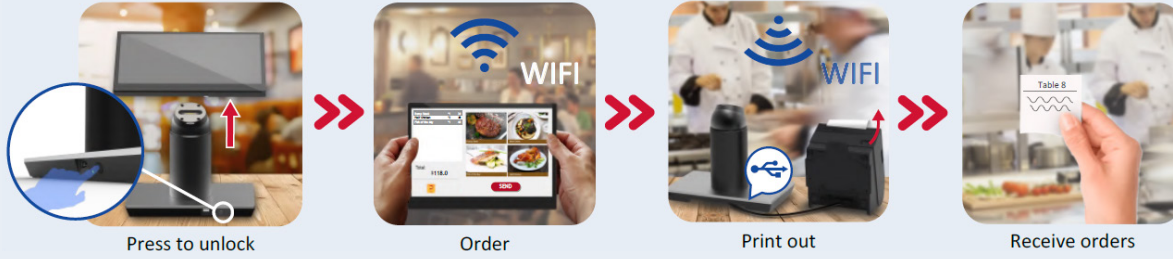 WIFI
Total
SEND
WIFI
Table 8
Press to unlock
Order
Print out
Receive orders